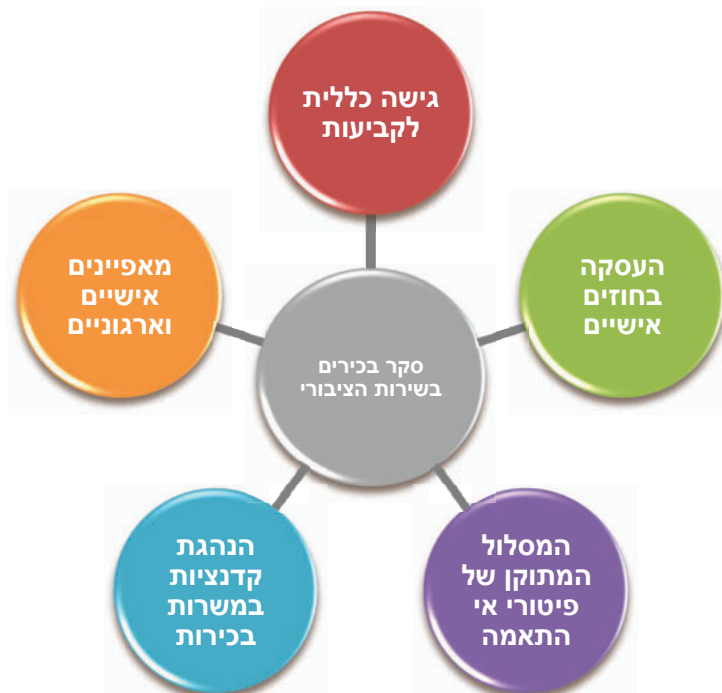 גישה כללית
לקביעות
העסקה
בחוזים
אישיים
המסלול
המתוקן של
פיטורי אי
התאמה
הנהגת
קדנציות
במשרות
בכירות
מאפיינים
אישיים
וארגוניים
סקר בכירים
בשירות הציבורי